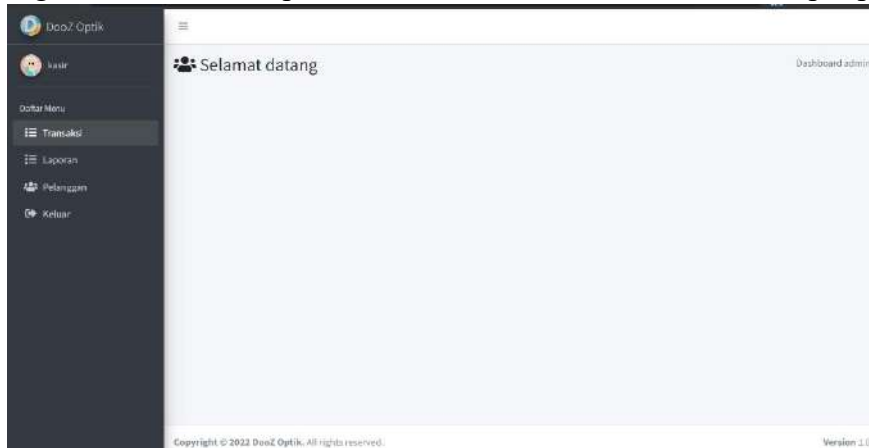 DooZ Optik
kasir
Selamat datang
Dashboard admin
Daftar Menu
Transaksi
Laporan
Pelanggan
Keluar
Copyright © 2022 DooZ Optik. All rights reserved.
Version